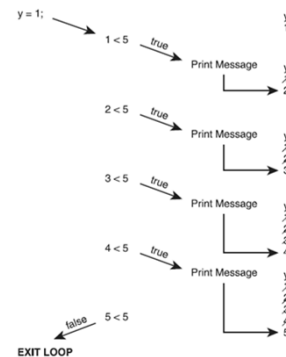 y = 1;
1 < 5
true
Print Message
2 < 5
true
Print Message
3 < 5
true
Print Message
4 < 5
true
Print Message
5 < 5
false
EXIT LOOP